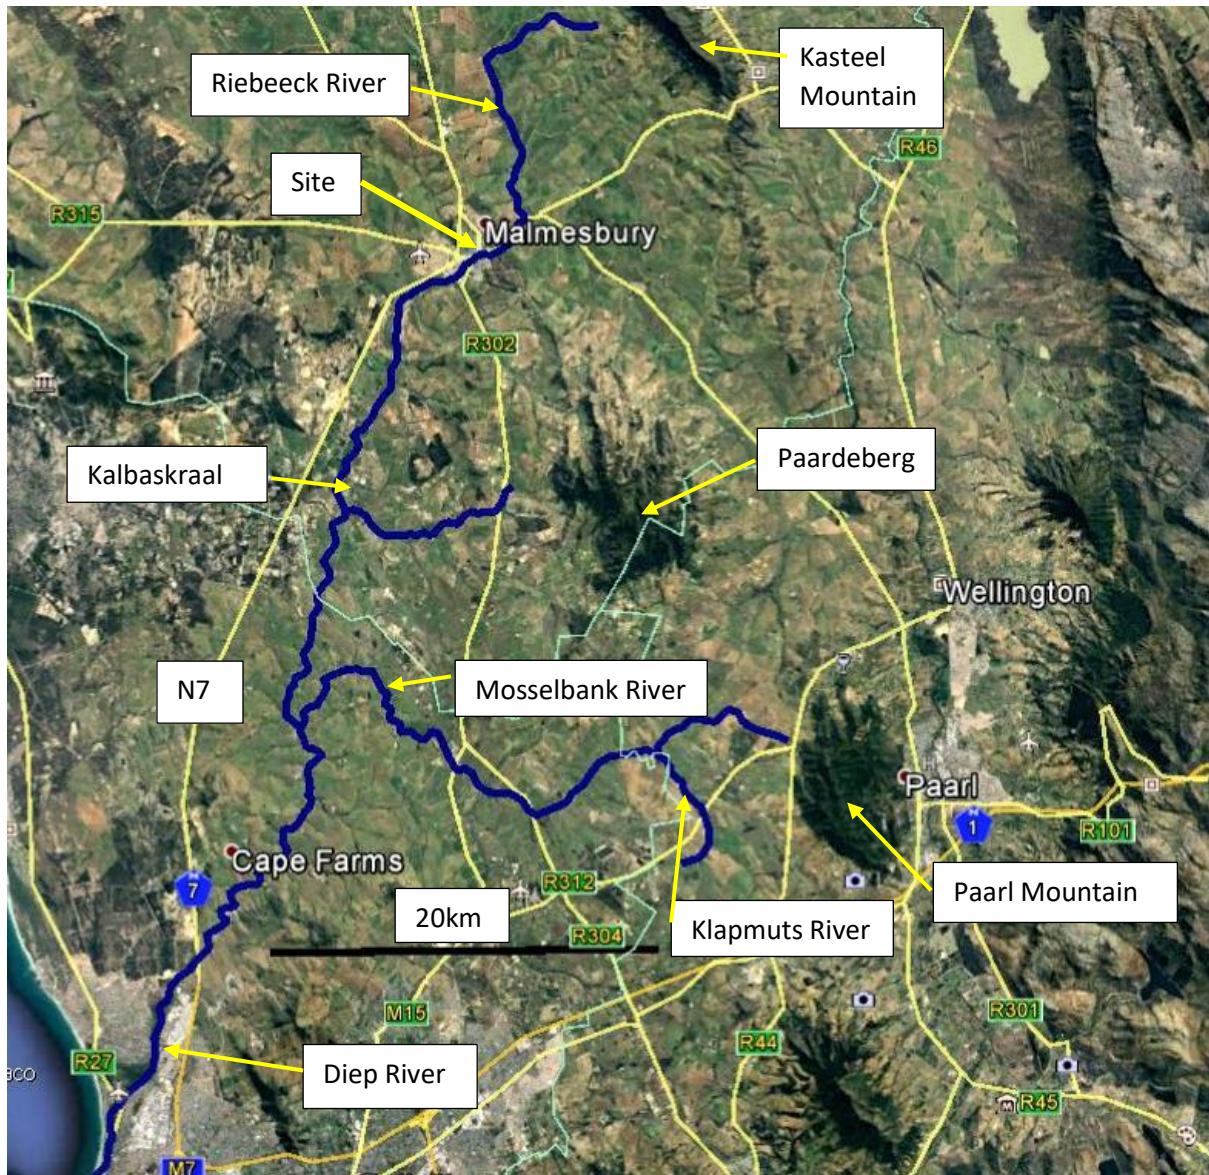 Kasteel
Mountain
Riebeeck River
R46
Site
R315
Malmesbury
R302
Paardeberg
Kalbaskraal
Wellington
N7
Mosselbank River
Paarl
N
1
R101
Cape Farms
N
7
R312
Paarl Mountain
20km
R304
Klapmuts River
M15
R301
R27
R44
Diep River
R45
M7